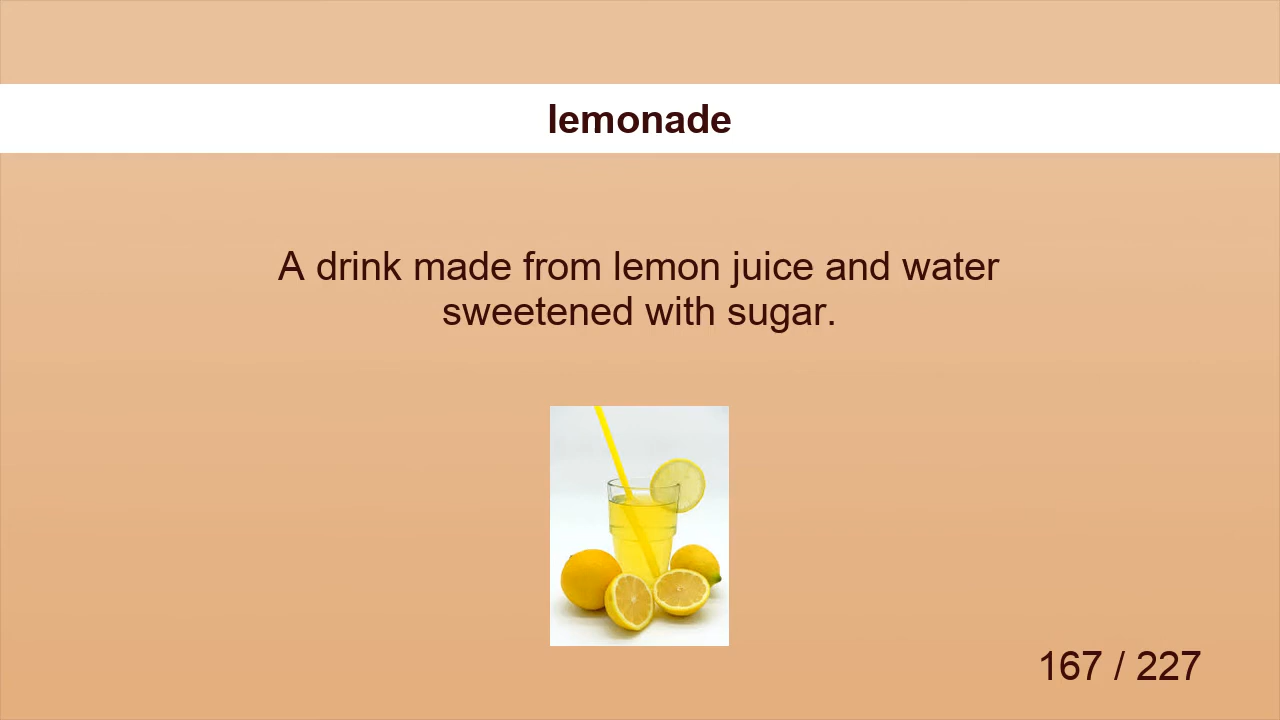 lemonade
A drink made from lemon juice and water
sweetened with sugar.
167 / 227